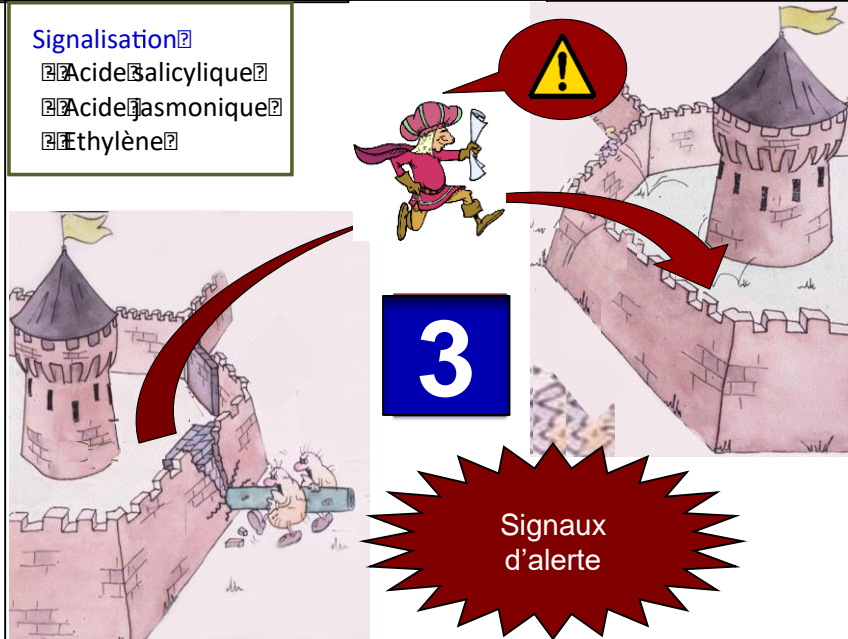 Signalisation
- Acide salicylique
- Acide jasmonique
- Ethylène
3
Signaux
d'alerte